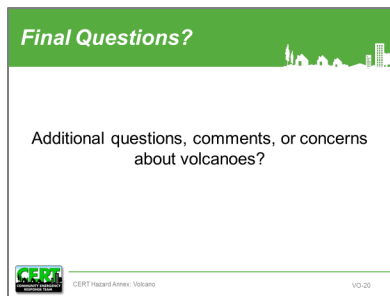 Final Questions?
Additional questions, comments, or concerns
about volcanoes?
CERT
COMMUNITY EMERGENCY
RESPONSE TEAM
CERT Hazard Annex: Volcano
VO-20